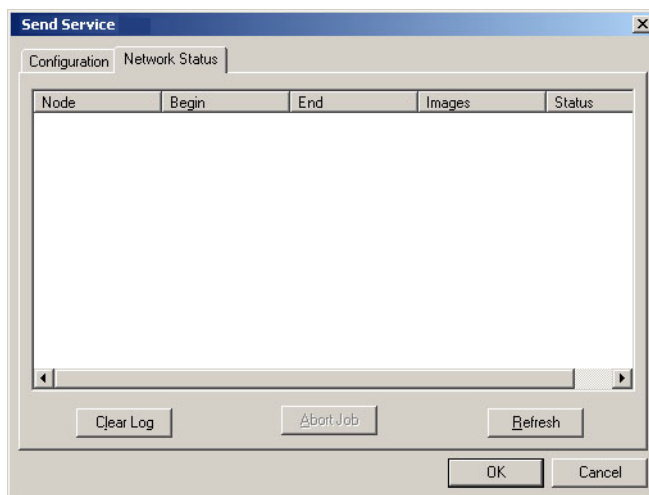 Send Service
Configuration Network Status
Node Begin End Images Status
Clear Log Abort Job Refresh
OK Cancel